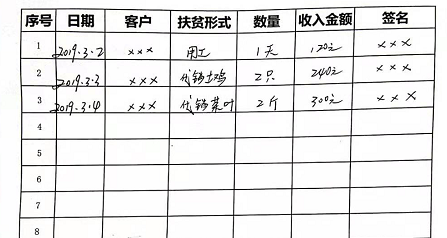 序号 日期 客户 扶贫形式 数量 收入金额 签名
1 2019.3.2 ××× 用工 1天 120元 ×××
2 2019.3.3 ××× 代销土鸡 2只 240元 ×××
3 2019.3.4 ××× 代销菜叶 2斤 300元 ×××
4
5
6
7
8